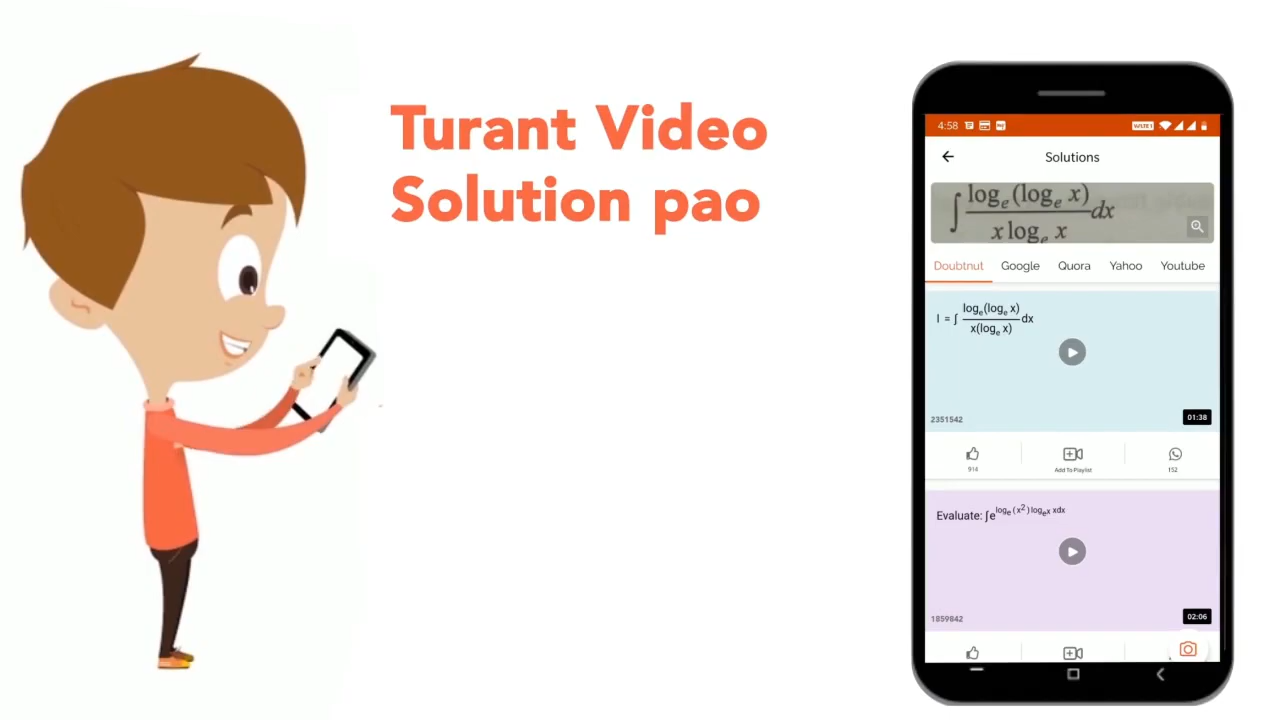 Turant Video
Solution pao
4:58
VoLTE1
Solutions
∫ logₑ(logₑ x) / x logₑ x dx
Doubtnut Google Quora Yahoo Youtube
I = ∫ logₑ(logₑ x) / x(logₑ x) dx
2351542 01:38
914 Add To Playlist 152
Evaluate: ∫e^logₑ(x²)logₑx xdx
1859842 02:06